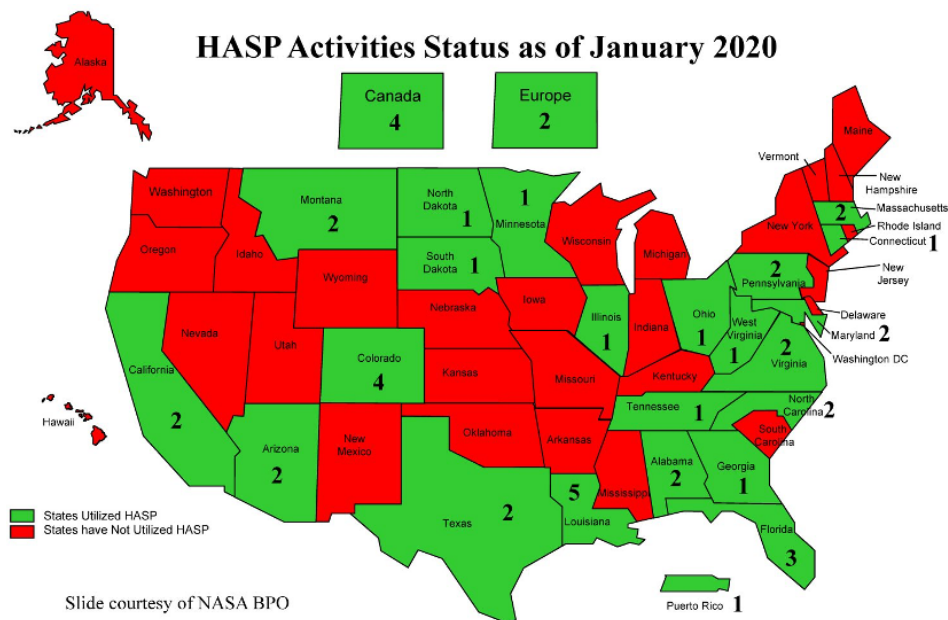 HASP Activities Status as of January 2020
Alaska
Canada
4
Europe
2
Maine
Vermont
New
Hampshire
Massachusetts
2
Rhode Island
Connecticut 1
New York
New
Jersey
Washington
Oregon
Idaho
Montana
2
North
Dakota
1
1
Minnesota
South
Dakota
1
Wisconsin
Michigan
Wyoming
Nebraska
Iowa
Illinois
1
Indiana
Ohio
1
2
Pennsylvania
West
Virginia
1
2
Virginia
Delaware
Maryland 2
Washington DC
Nevada
Utah
Colorado
4
Kansas
Missouri
Kentucky
California
2
Tennessee 1
North
Carolina 2
South
Carolina
Hawaii
Arizona
2
New
Mexico
Oklahoma
Arkansas
Mississippi
Alabama
2
Georgia
1
Texas
2
5
Louisiana
Florida
3
States Utilized HASP
States have Not Utilized HASP
Slide courtesy of NASA BPO
Puerto Rico 1